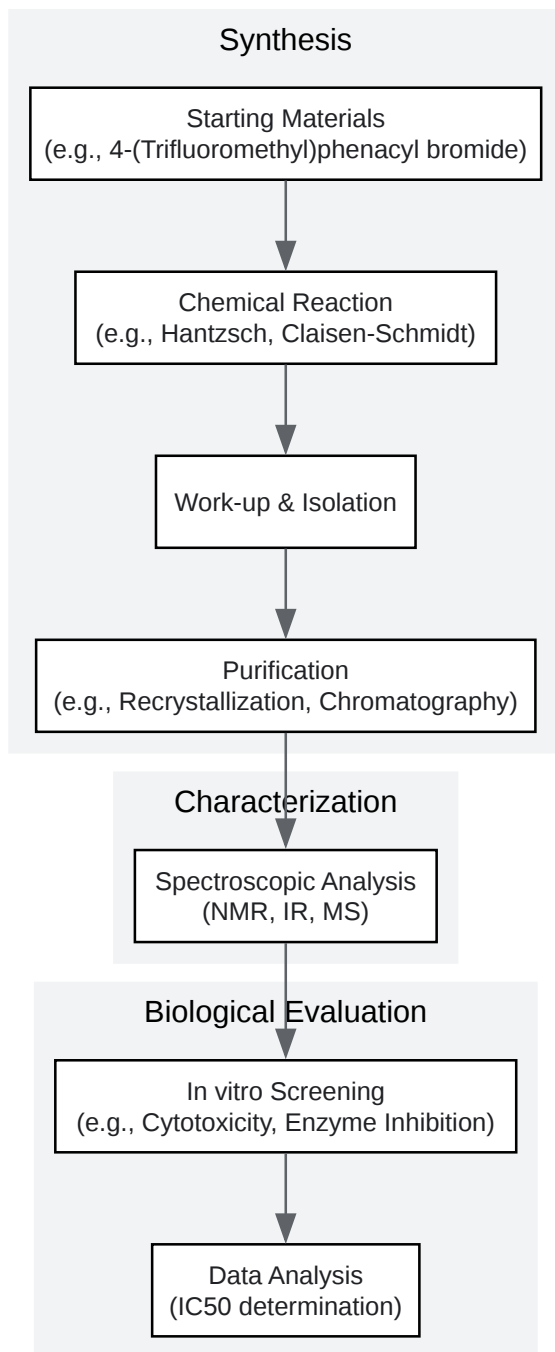 Synthesis
Starting Materials
(e.g., 4-(Trifluoromethyl)phenacyl bromide)
Chemical Reaction
(e.g., Hantzsch, Claisen-Schmidt)
Work-up & Isolation
Purification
(e.g., Recrystallization, Chromatography)
Characterization
Spectroscopic Analysis
(NMR, IR, MS)
Biological Evaluation
In vitro Screening
(e.g., Cytotoxicity, Enzyme Inhibition)
Data Analysis
(IC50 determination)